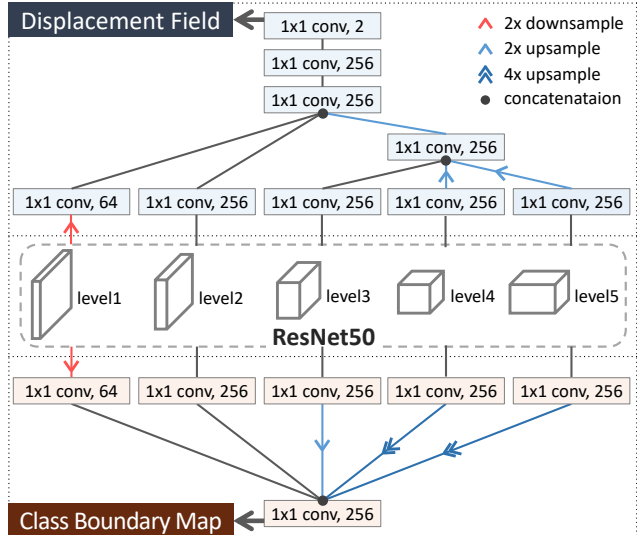 Displacement Field
1x1 conv, 2
2x downsample
2x upsample
1x1 conv, 256
4x upsample
1x1 conv, 256
concatenataion
1x1 conv, 256
1x1 conv, 64
1x1 conv, 256
1x1 conv, 256
1x1 conv, 256
1x1 conv, 256
level1
level2
level3
level4
level5
ResNet50
1x1 conv, 64
1x1 conv, 256
1x1 conv, 256
1x1 conv, 256
1x1 conv, 256
Class Boundary Map
1x1 conv, 256